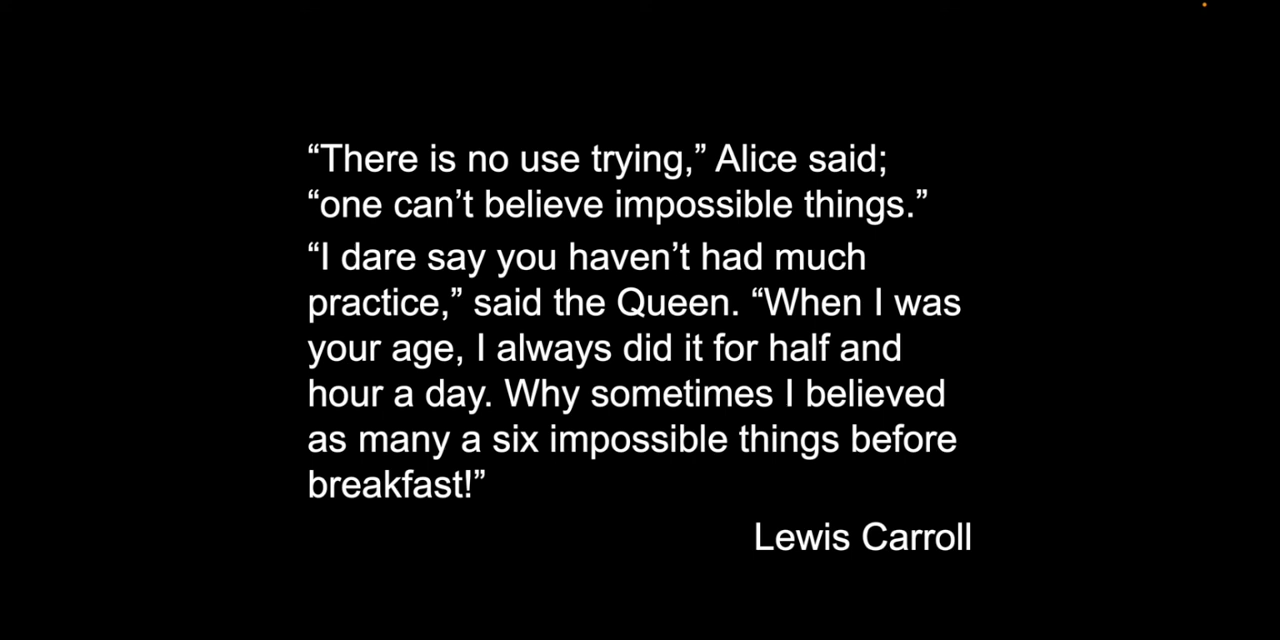 “There is no use trying,” Alice said;
“one can’t believe impossible things.”
“I dare say you haven’t had much
practice,” said the Queen. “When I was
your age, I always did it for half and
hour a day. Why sometimes I believed
as many a six impossible things before
breakfast!”
Lewis Carroll